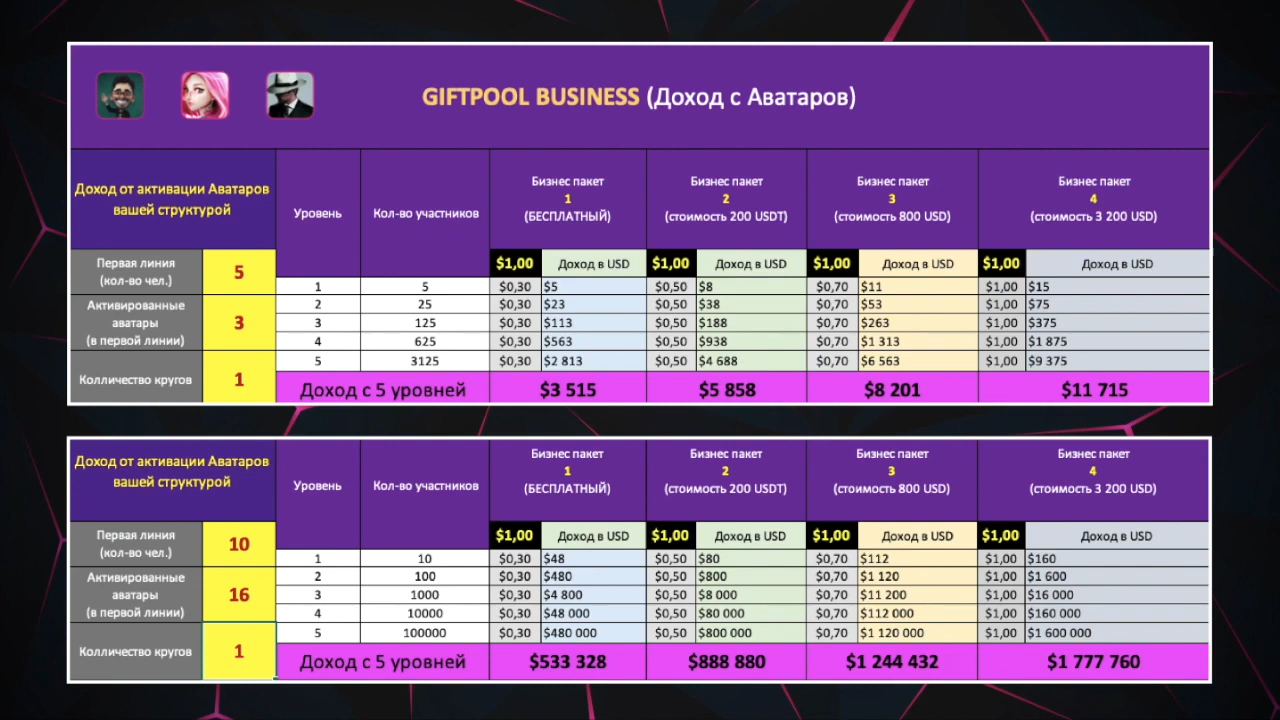 GIFTPOOL BUSINESS (Доход с Аватаров)
Доход от активации Аватаров
вашей структурой
Уровень
Кол-во участников
Бизнес пакет
1
(БЕСПЛАТНЫЙ)
Бизнес пакет
2
(стоимость 200 USDT)
Бизнес пакет
3
(стоимость 800 USD)
Бизнес пакет
4
(стоимость 3 200 USD)
Первая линия
(кол-во чел.)
5
Активированные
аватары
(в первой линии)
3
Колличество кругов
1
$1,00 Доход в USD $1,00 Доход в USD $1,00 Доход в USD $1,00 Доход в USD
1 5 $0,30 $5 $0,50 $8 $0,70 $11 $1,00 $15
2 25 $0,30 $23 $0,50 $38 $0,70 $53 $1,00 $75
3 125 $0,30 $113 $0,50 $188 $0,70 $263 $1,00 $375
4 625 $0,30 $563 $0,50 $938 $0,70 $1 313 $1,00 $1 875
5 3125 $0,30 $2 813 $0,50 $4 688 $0,70 $6 563 $1,00 $9 375
Доход с 5 уровней $3 515 $5 858 $8 201 $11 715
Доход от активации Аватаров
вашей структурой
Уровень
Кол-во участников
Бизнес пакет
1
(БЕСПЛАТНЫЙ)
Бизнес пакет
2
(стоимость 200 USDT)
Бизнес пакет
3
(стоимость 800 USD)
Бизнес пакет
4
(стоимость 3 200 USD)
Первая линия
(кол-во чел.)
10
Активированные
аватары
(в первой линии)
16
Колличество кругов
1
$1,00 Доход в USD $1,00 Доход в USD $1,00 Доход в USD $1,00 Доход в USD
1 10 $0,30 $48 $0,50 $80 $0,70 $112 $1,00 $160
2 100 $0,30 $480 $0,50 $800 $0,70 $1 120 $1,00 $1 600
3 1000 $0,30 $4 800 $0,50 $8 000 $0,70 $11 200 $1,00 $16 000
4 10000 $0,30 $48 000 $0,50 $80 000 $0,70 $112 000 $1,00 $160 000
5 100000 $0,30 $480 000 $0,50 $800 000 $0,70 $1 120 000 $1,00 $1 600 000
Доход с 5 уровней $533 328 $888 880 $1 244 432 $1 777 760